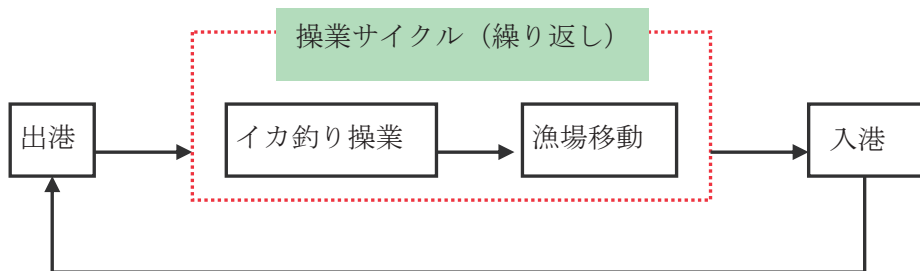 操業サイクル（繰り返し）
出港
イカ釣り操業
漁場移動
入港